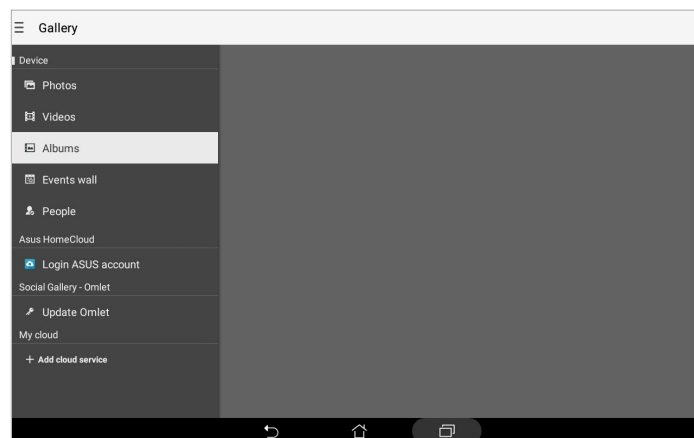 Gallery
Device
Photos
Videos
Albums
Events wall
People
Asus HomeCloud
Login ASUS account
Social Gallery - Omlet
Update Omlet
My cloud
+ Add cloud service